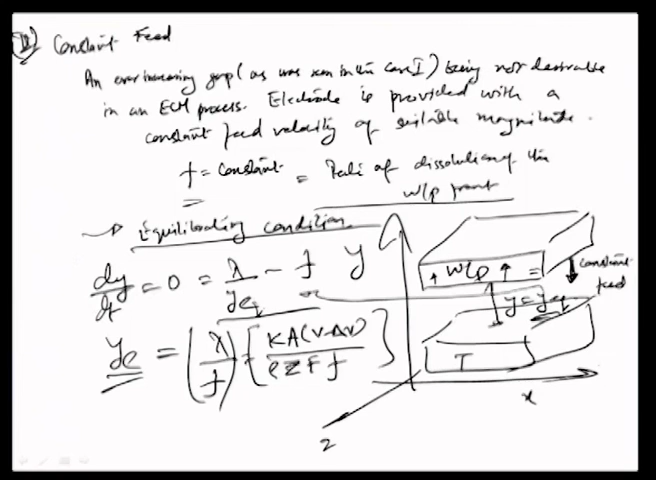 II) Constant Feed
An ever increasing gap (as was seen in the Case I) being not desirable
in an ECM process. Electrode is provided with a
constant feed velocity of suitable magnitude.
f = constant = Rate of dissolution of the
w/p front
→ Equilibrating condition
dy/dt = 0 = λ/ye - f
ye = (λ/f) = [KA(V-ΔV)/ρZFf]
y
↑ w/p ↑
constant feed
y = yeq
T
x
z